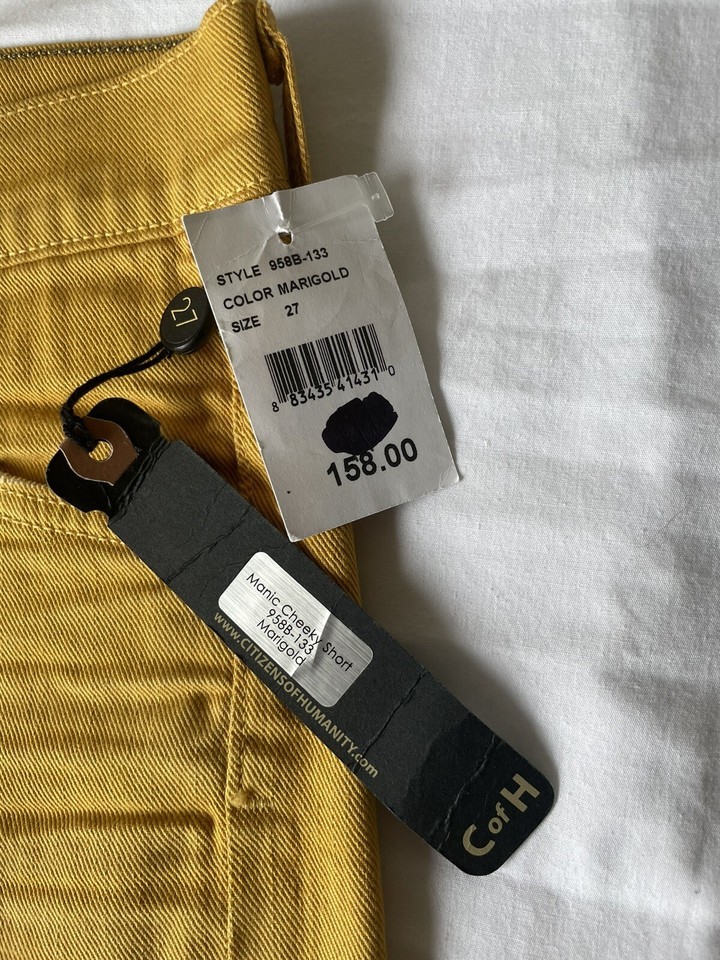 STYLE 958B-133
COLOR MARIGOLD
SIZE 27
8 83435 41431 0
158.00
27
Manic Cheeky Short
958B-133
Marigold
www.CITIZENSOFHUMANITY.com
C of H